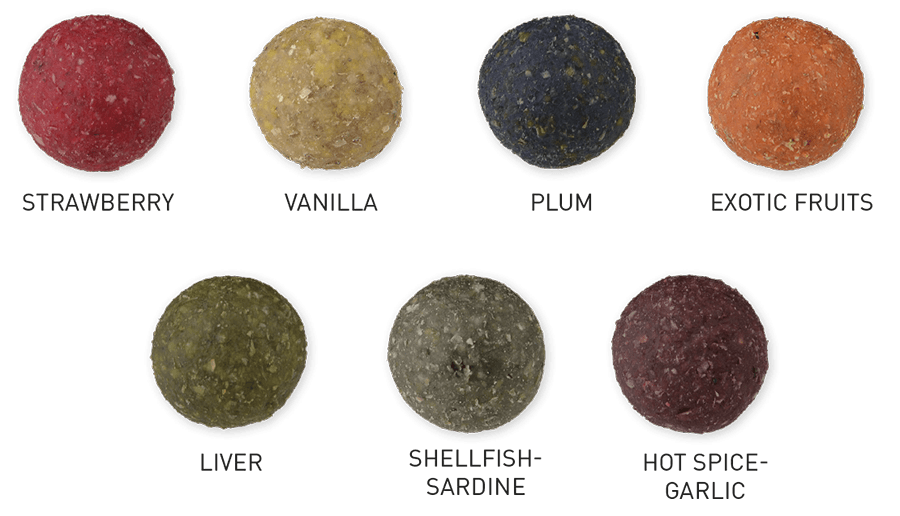 STRAWBERRY
VANILLA
PLUM
EXOTIC FRUITS
LIVER
SHELLFISH-
SARDINE
HOT SPICE-
GARLIC